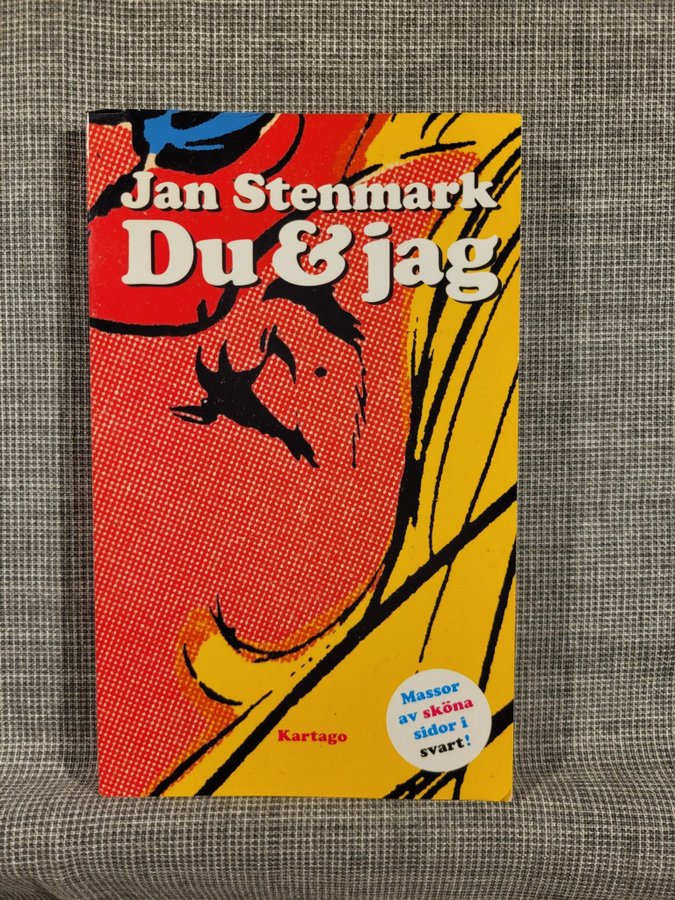 Jan Stenmark
Du & jag
Kartago
Massor
av sköna
sidor i
svart!